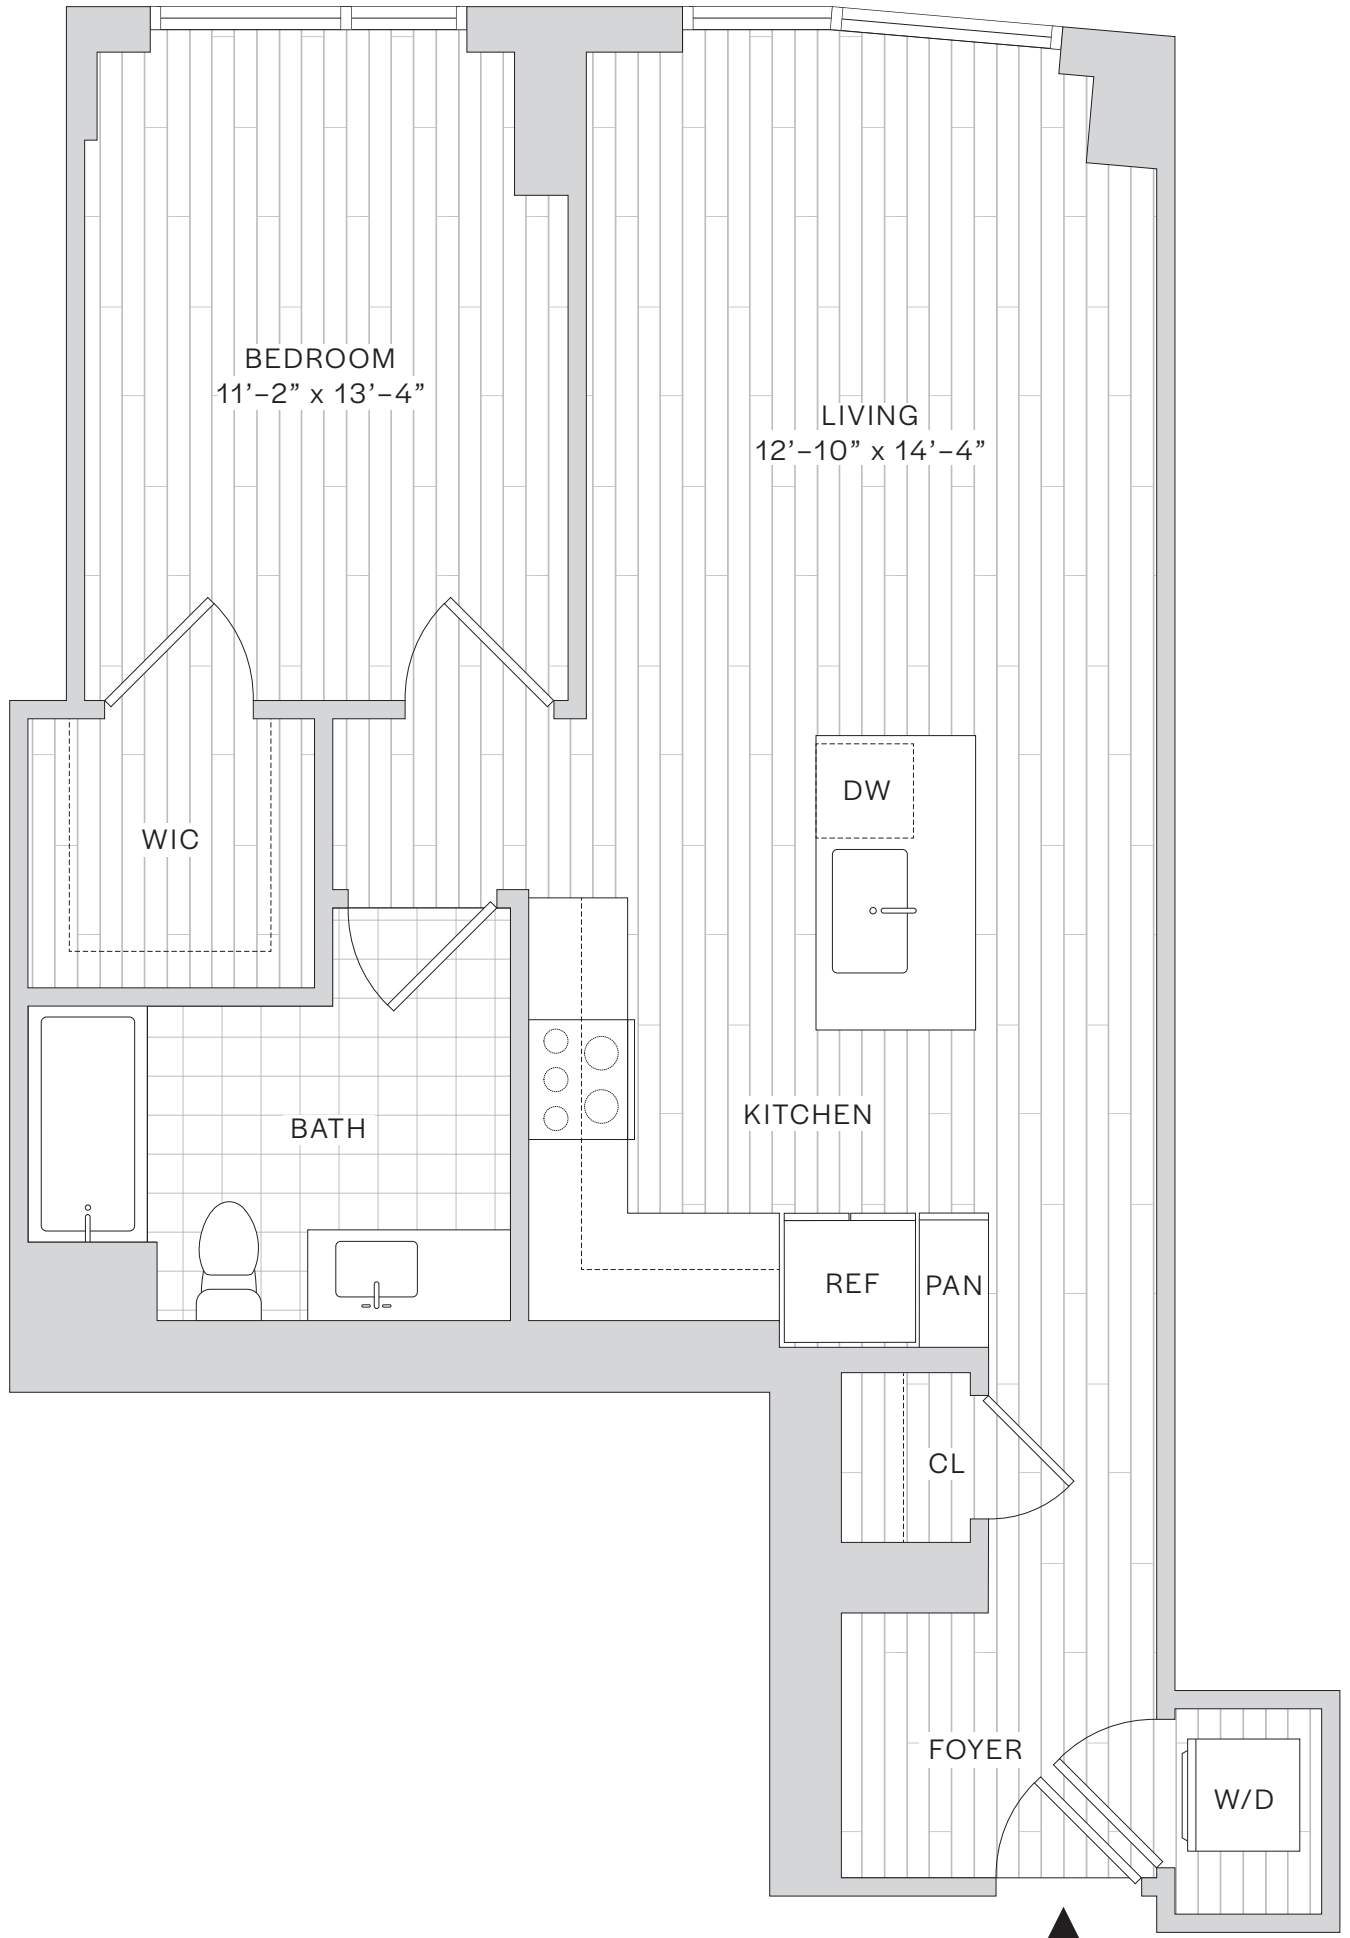 BEDROOM
11’-2” x 13’-4”
LIVING
12’-10” x 14’-4”
DW
WIC
BATH
KITCHEN
REF
PAN
CL
FOYER
W/D